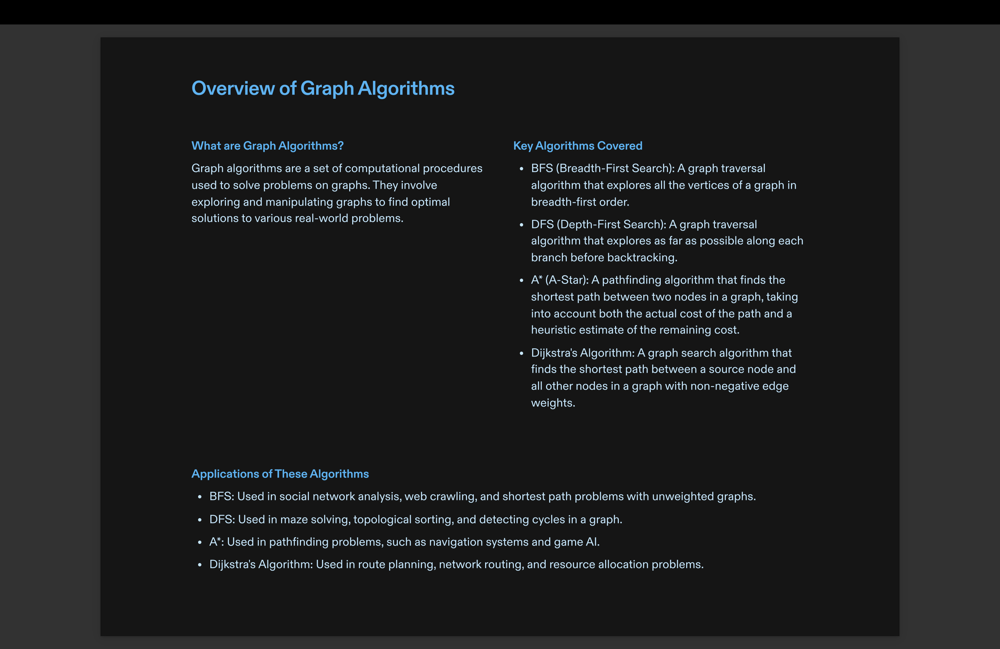 Overview of Graph Algorithms
What are Graph Algorithms?
Graph algorithms are a set of computational procedures
used to solve problems on graphs. They involve
exploring and manipulating graphs to find optimal
solutions to various real-world problems.
Key Algorithms Covered
• BFS (Breadth-First Search): A graph traversal
algorithm that explores all the vertices of a graph in
breadth-first order.
• DFS (Depth-First Search): A graph traversal
algorithm that explores as far as possible along each
branch before backtracking.
• A* (A-Star): A pathfinding algorithm that finds the
shortest path between two nodes in a graph, taking
into account both the actual cost of the path and a
heuristic estimate of the remaining cost.
• Dijkstra's Algorithm: A graph search algorithm that
finds the shortest path between a source node and
all other nodes in a graph with non-negative edge
weights.
Applications of These Algorithms
• BFS: Used in social network analysis, web crawling, and shortest path problems with unweighted graphs.
• DFS: Used in maze solving, topological sorting, and detecting cycles in a graph.
• A*: Used in pathfinding problems, such as navigation systems and game AI.
• Dijkstra's Algorithm: Used in route planning, network routing, and resource allocation problems.